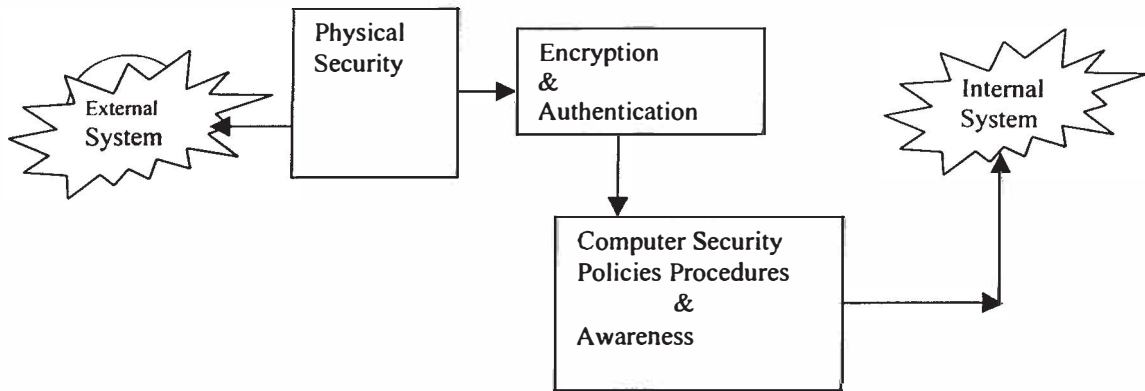 Physical
Security
Encryption
&
Authentication
External
System
Internal
System
Computer Security
Policies Procedures
&
Awareness